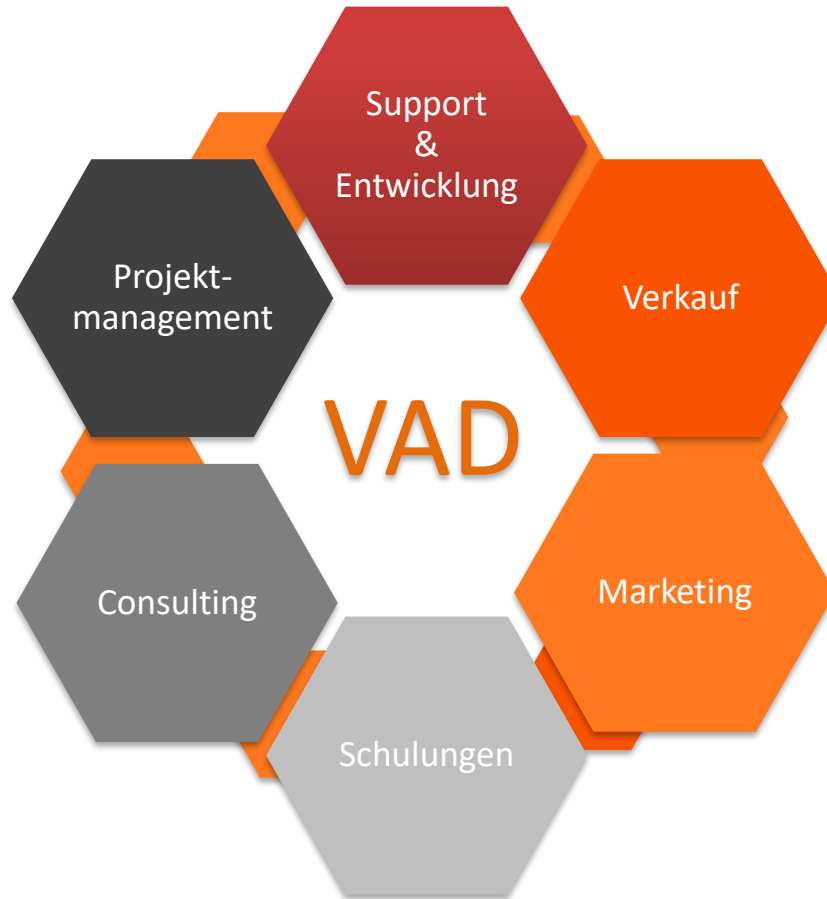 Support
&
Entwicklung
Verkauf
Marketing
Schulungen
Consulting
Projekt-
management
VAD